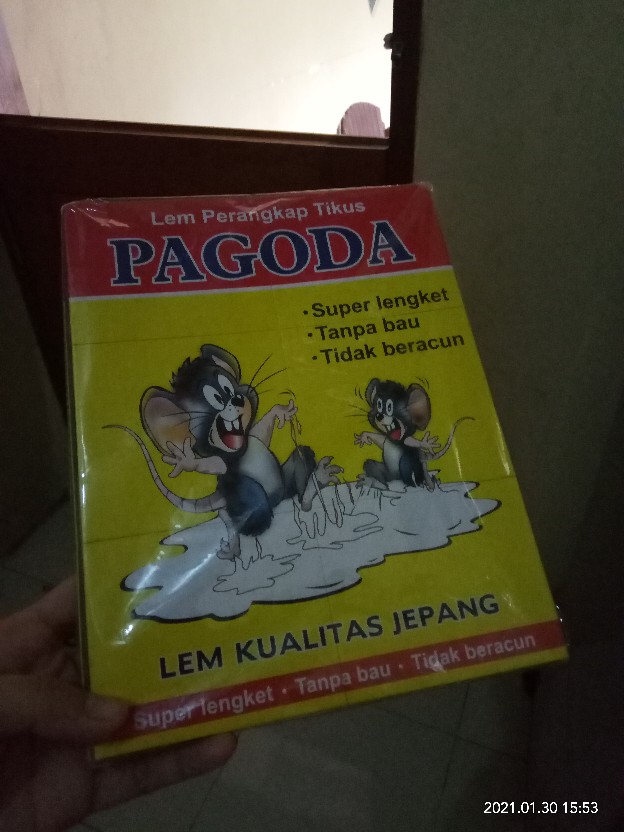 Lem Perangkap Tikus
PAGODA
• Super lengket
• Tanpa bau
• Tidak beracun
LEM KUALITAS JEPANG
Super lengket • Tanpa bau • Tidak beracun
2021.01.30 15:53